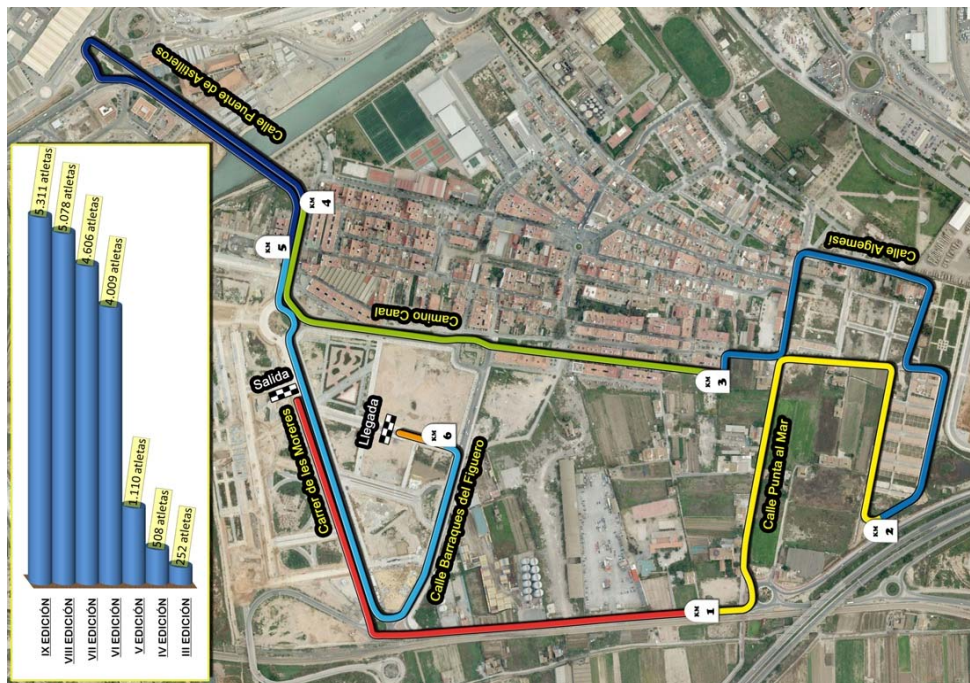 5.311 atletas
5.078 atletas
4.606 atletas
4.009 atletas
1.110 atletas
508 atletas
252 atletas
IX EDICIÓN
VIII EDICIÓN
VII EDICIÓN
VI EDICIÓN
V EDICIÓN
IV EDICIÓN
III EDICIÓN
Calle Puente de Astilleros
KM 4
KM 5
Camino Canal
Salida
Llegada
KM 6
Carrer de les Moreres
Calle Barraques del Figuero
KM 3
Calle Algemesí
Calle Punta al Mar
KM 2
KM 1